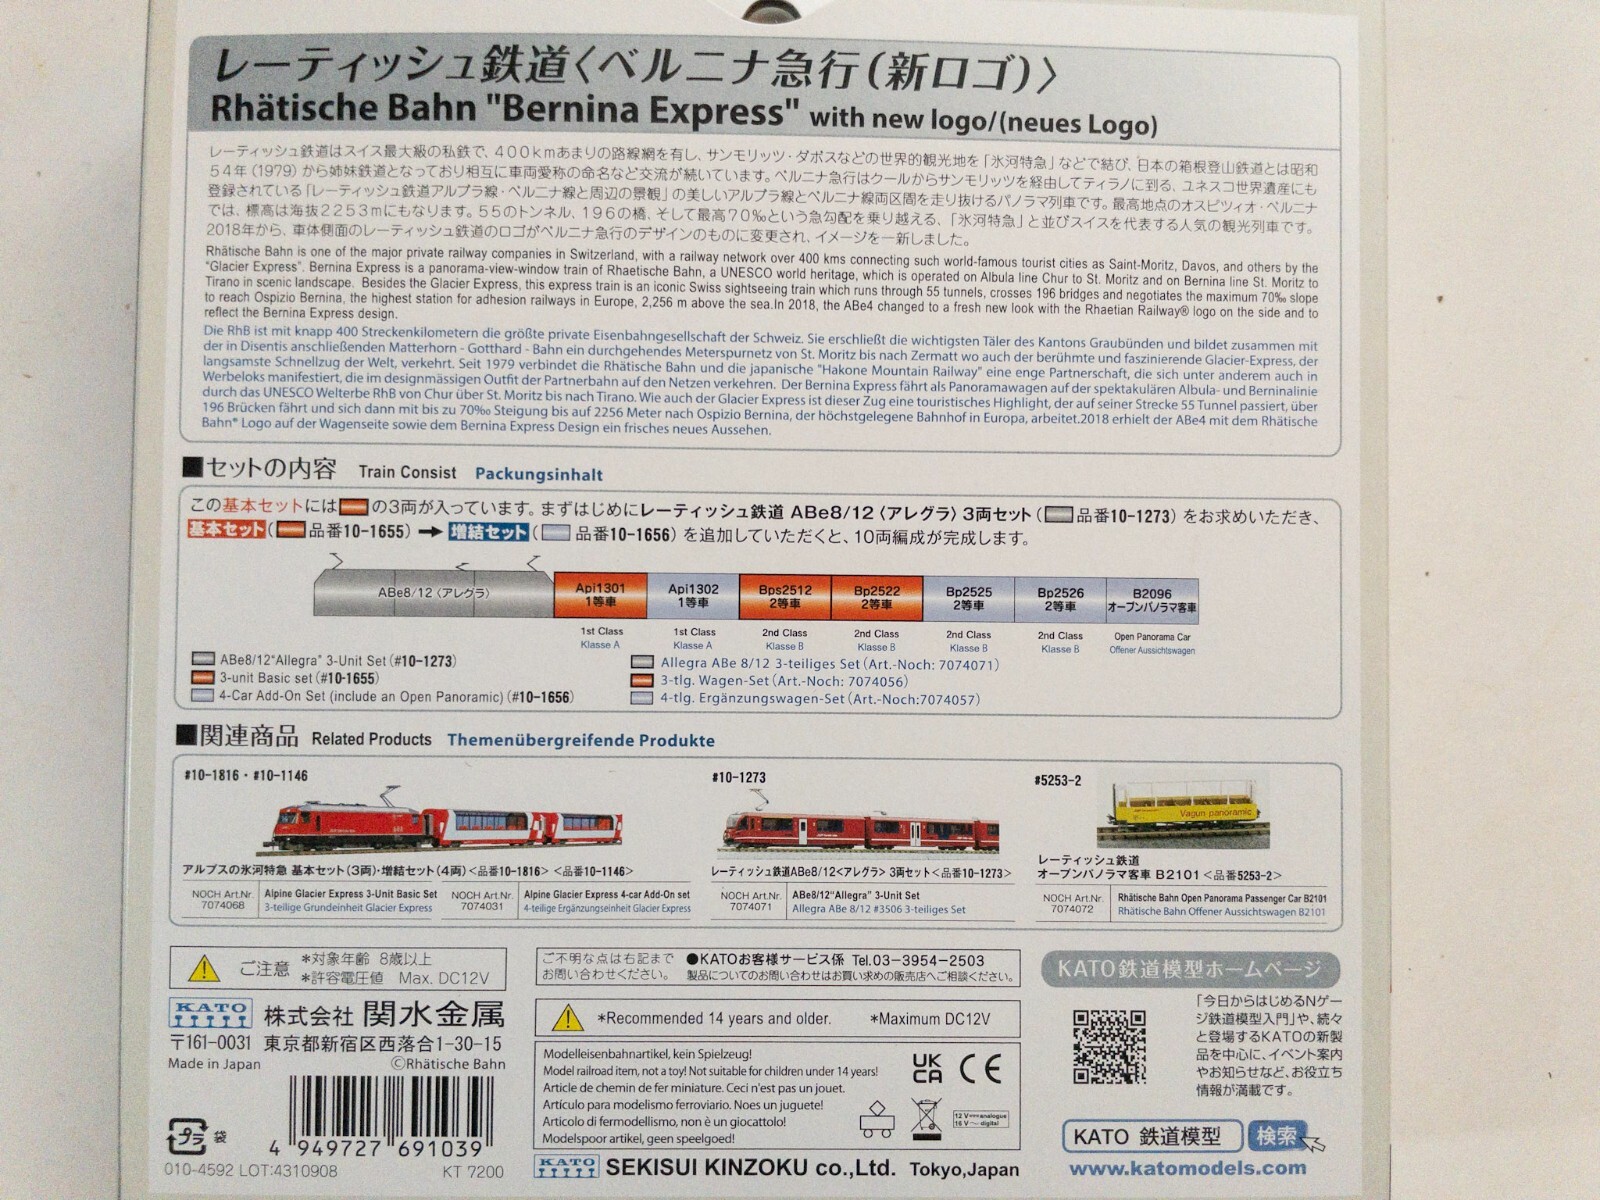 レーティッシュ鉄道〈ベルニナ急行(新ロゴ)〉
Rhätische Bahn "Bernina Express" with new logo/(neues Logo)
レーティッシュ鉄道はスイス最大級の私鉄で、400kmあまりの路線網を有し、サンモリッツ・ダボスなどの世界的観光地を「氷河特急」などで結び、日本の箱根登山鉄道とは昭和
54年(1979)から姉妹鉄道となっており相互に車両愛称の命名など交流が続いています。ベルニナ急行はクールからサンモリッツを経由してティラノに到る、ユネスコ世界遺産にも
登録されている「レーティッシュ鉄道アルブラ線・ベルニナ線と周辺の景観」の美しいアルブラ線とベルニナ線両区間を走り抜けるパノラマ列車です。最高地点のオスピツィオ・ベルニナ
では、標高は海抜2253mにもなります。55のトンネル、196の橋、そして最高70‰という急勾配を乗り越える、「氷河特急」と並びスイスを代表する人気の観光列車です。
2018年から、車体側面のレーティッシュ鉄道のロゴがベルニナ急行のデザインのものに変更され、イメージを一新しました。
Rhätische Bahn is one of the major private railway companies in Switzerland, with a railway network over 400 kms connecting such world-famous tourist cities as Saint-Moritz, Davos, and others by the
"Glacier Express". Bernina Express is a panorama-view-window train of Rhaetische Bahn, a UNESCO world heritage, which is operated on Albula line Chur to St. Moritz and on Bernina line St. Moritz to
Tirano in scenic landscape. Besides the Glacier Express, this express train is an iconic Swiss sightseeing train which runs through 55 tunnels, crosses 196 bridges and negotiates the maximum 70‰ slope
to reach Ospizio Bernina, the highest station for adhesion railways in Europe, 2,256 m above the sea.In 2018, the ABe4 changed to a fresh new look with the Rhaetian Railway® logo on the side and to
reflect the Bernina Express design.
Die RhB ist mit knapp 400 Streckenkilometern die größte private Eisenbahngesellschaft der Schweiz. Sie erschließt die wichtigsten Täler des Kantons Graubünden und bildet zusammen mit
der in Disentis anschließenden Matterhorn - Gotthard - Bahn ein durchgehendes Meterspurnetz von St. Moritz bis nach Zermatt wo auch der berühmte und faszinierende Glacier-Express, der
langsamste Schnellzug der Welt, verkehrt. Seit 1979 verbindet die Rhätische Bahn und die japanische "Hakone Mountain Railway" eine enge Partnerschaft, die sich unter anderem auch in
Werbeloks manifestiert, die im designmässigen Outfit der Partnerbahn auf den Netzen verkehren. Der Bernina Express fährt als Panoramawagen auf der spektakulären Albula- und Berninalinie
durch das UNESCO Welterbe RhB von Chur über St. Moritz bis nach Tirano. Wie auch der Glacier Express ist dieser Zug eine touristisches Highlight, der auf seiner Strecke 55 Tunnel passiert, über
196 Brücken fährt und sich dann mit bis zu 70‰ Steigung bis auf 2256 Meter nach Ospizio Bernina, der höchstgelegene Bahnhof in Europa, arbeitet.2018 erhielt der ABe4 mit dem Rhätische
Bahn® Logo auf der Wagenseite sowie dem Bernina Express Design ein frisches neues Aussehen.
■セットの内容 Train Consist Packungsinhalt
この基本セットには の3両が入っています。まずはじめにレーティッシュ鉄道 ABe8/12〈アレグラ〉3両セット( 品番10-1273)をお求めいただき、
基本セット( 品番10-1655) → 増結セット( 品番10-1656)を追加していただくと、10両編成が完成します。
ABe8/12〈アレグラ〉 Api1301 Api1302 Bps2512 Bp2522 Bp2525 Bp2526 B2096
1等車 1等車 2等車 2等車 2等車 2等車 オープンパノラマ客車
1st Class 1st Class 2nd Class 2nd Class 2nd Class 2nd Class Open Panorama Car
Klasse A Klasse A Klasse B Klasse B Klasse B Klasse B Offener Aussichtswagen
ABe8/12"Allegra" 3-Unit Set (#10-1273)
3-unit Basic set (#10-1655)
4-Car Add-On Set (include an Open Panoramic) (#10-1656)
Allegra ABe 8/12 3-teiliges Set (Art.-Noch: 7074071)
3-tlg. Wagen-Set (Art.-Noch: 7074056)
4-tlg. Ergänzungswagen-Set (Art.-Noch:7074057)
■関連商品 Related Products Themenübergreifende Produkte
#10-1816・#10-1146
アルプスの氷河特急 基本セット(3両)・増結セット(4両)<品番10-1816> <品番10-1146>
NOCH Art.Nr. 7074068
Alpine Glacier Express 3-Unit Basic Set
3-teilige Grundeinheit Glacier Express
NOCH Art.Nr. 7074031
Alpine Glacier Express 4-car Add-On set
4-teilige Ergänzungseinheit Glacier Express
#10-1273
レーティッシュ鉄道ABe8/12<アレグラ> 3両セット<品番10-1273>
NOCH Art.Nr. 7074071
ABe8/12"Allegra" 3-Unit Set
Allegra ABe 8/12 #3506 3-teiliges Set
#5253-2
Vagun panoramic
レーティッシュ鉄道
オープンパノラマ客車 B2101 <品番5253-2>
NOCH Art.Nr. 7074072
Rhätische Bahn Open Panorama Passenger Car B2101
Rhätische Bahn Offener Aussichtswagen B2101
ご注意 *対象年齢 8歳以上
*許容電圧値 Max. DC12V
KATO 株式会社 関水金属
〒161-0031 東京都新宿区西落合1-30-15
Made in Japan ©Rhätische Bahn
プラ 袋
4 949727 691039
010-4592 LOT:4310908 KT 7200
ご不明な点は右記まで お問い合わせください。
●KATOお客様サービス係 Tel.03-3954-2503
製品についてのお問い合わせはお買い求めの販売店へご相談ください。
*Recommended 14 years and older. *Maximum DC12V
Modelleisenbahnartikel, kein Spielzeug!
Model railroad item, not a toy! Not suitable for children under 14 years!
Article de chemin de fer miniature. Ceci n'est pas un jouet.
Artículo para modelismo ferroviario. Noes un juguete!
Articolo di fermodellismo, non è un giocattolo!
Modelspoor artikel, geen speelgoed!
UK CA CE
12 V analogue
16 V digital
KATO SEKISUI KINZOKU co.,Ltd. Tokyo,Japan
KATO鉄道模型ホームページ
「今日からはじめるNゲー
ジ鉄道模型入門」や、続々
と登場するKATOの新製
品を中心に、イベント案内
やお知らせなど、お役立ち
情報が満載です。
KATO 鉄道模型 検索
www.katomodels.com